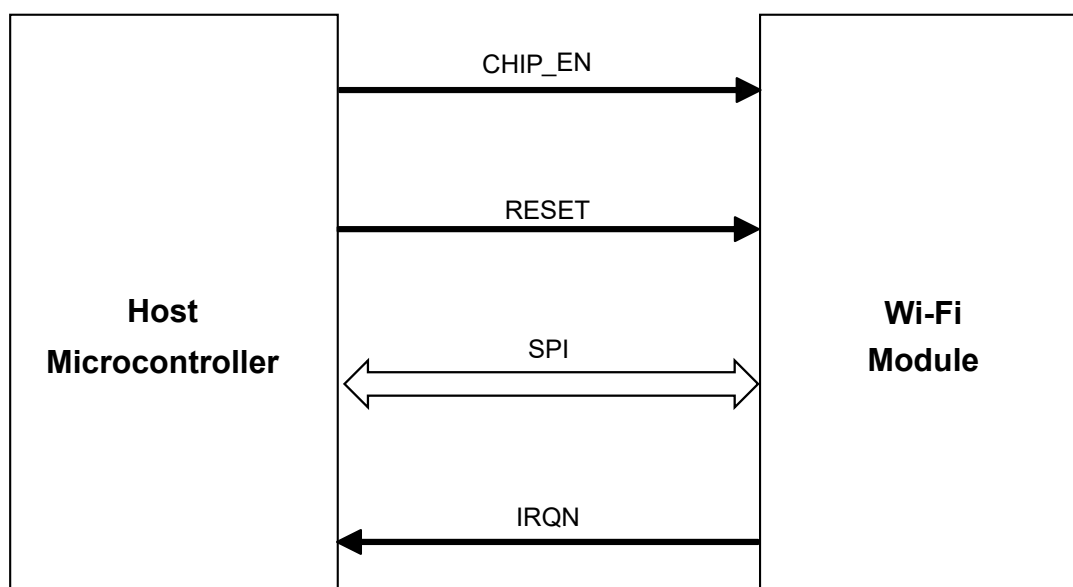 CHIP_EN
RESET
Host
Microcontroller
Wi-Fi
Module
SPI
IRQN